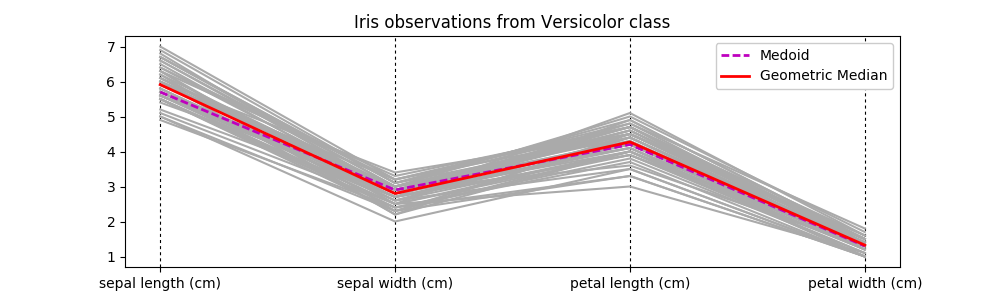 Iris observations from Versicolor class
7
6
5
4
3
2
1
Medoid
Geometric Median
sepal length (cm)
sepal width (cm)
petal length (cm)
petal width (cm)